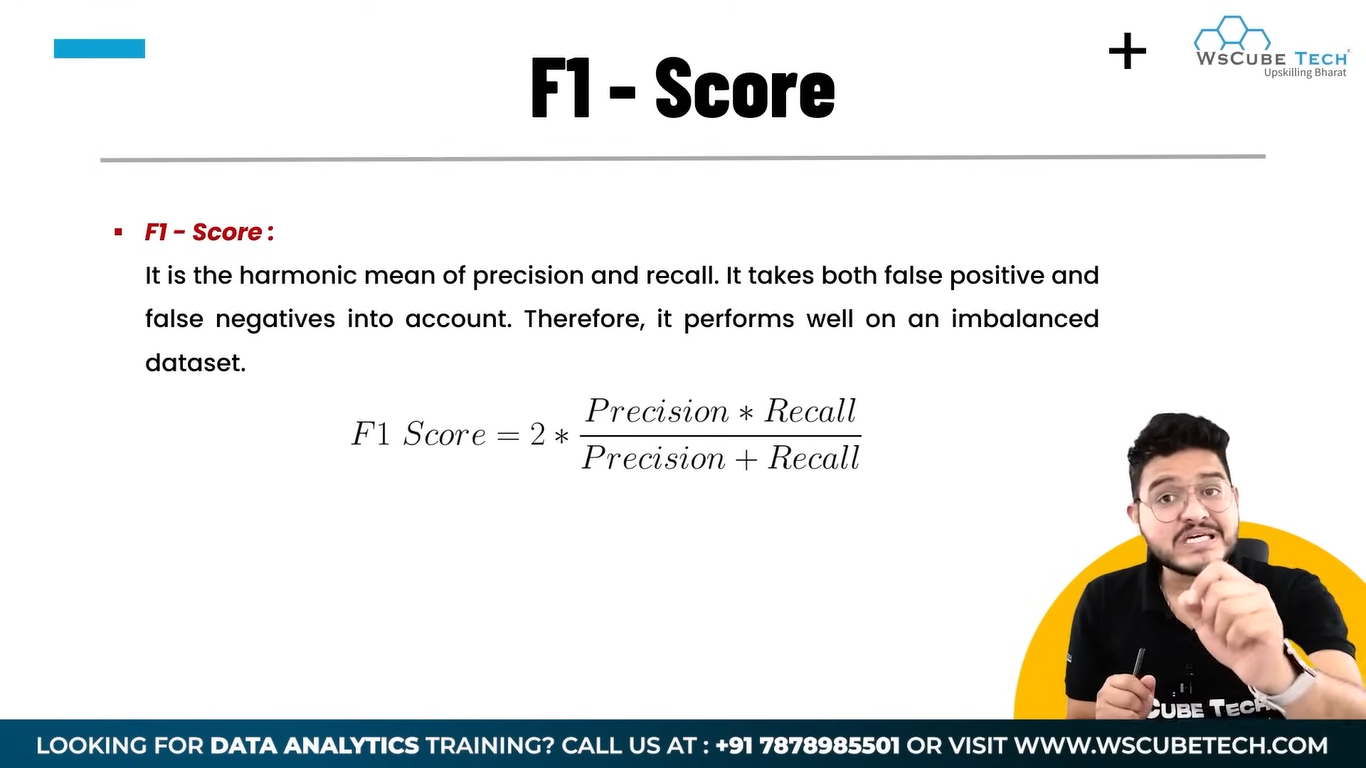 WsCube Tech
Upskilling Bharat
F1 - Score
F1 - Score :
It is the harmonic mean of precision and recall. It takes both false positive and
false negatives into account. Therefore, it performs well on an imbalanced
dataset.
F1 Score = 2 * Precision * Recall / Precision + Recall
CUBE TECH
LOOKING FOR DATA ANALYTICS TRAINING? CALL US AT : +91 7878985501 OR VISIT WWW.WSCUBETECH.COM